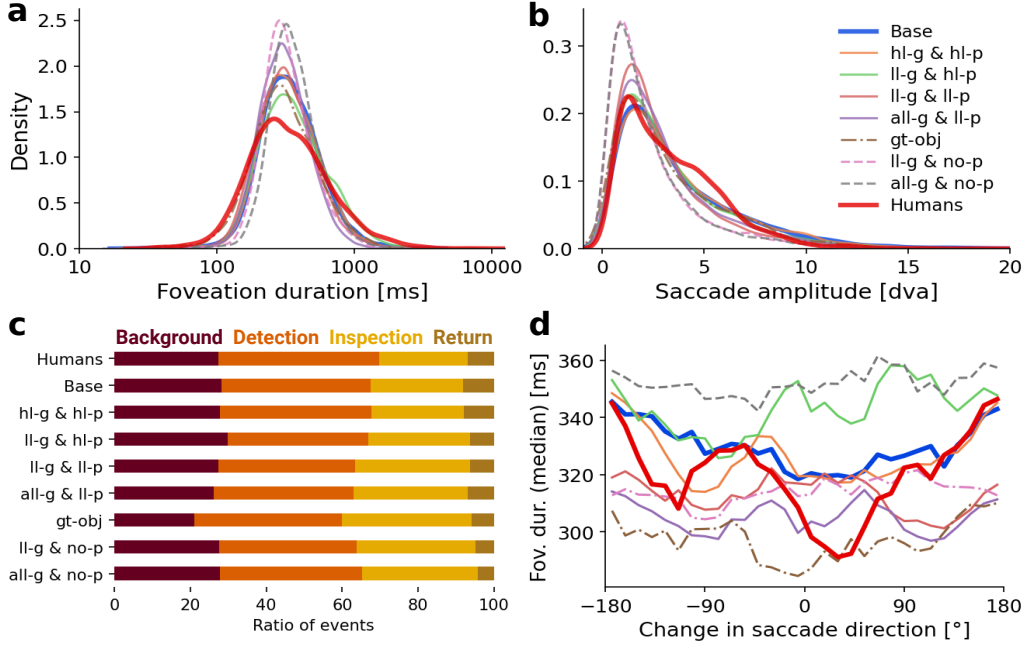 a
2.5
2.0
1.5
1.0
0.5
0.0
Density
10
100
1000
10000
Foveation duration [ms]
b
0.3
0.2
0.1
0.0
0
5
10
15
20
Saccade amplitude [dva]
Base
hl-g & hl-p
ll-g & hl-p
ll-g & ll-p
all-g & ll-p
gt-obj
ll-g & no-p
all-g & no-p
Humans
c
Background Detection Inspection Return
Humans
Base
hl-g & hl-p
ll-g & hl-p
ll-g & ll-p
all-g & ll-p
gt-obj
ll-g & no-p
all-g & no-p
0
20
40
60
80
100
Ratio of events
d
360
340
320
300
Fov. dur. (median) [ms]
−180
−90
0
90
180
Change in saccade direction [°]